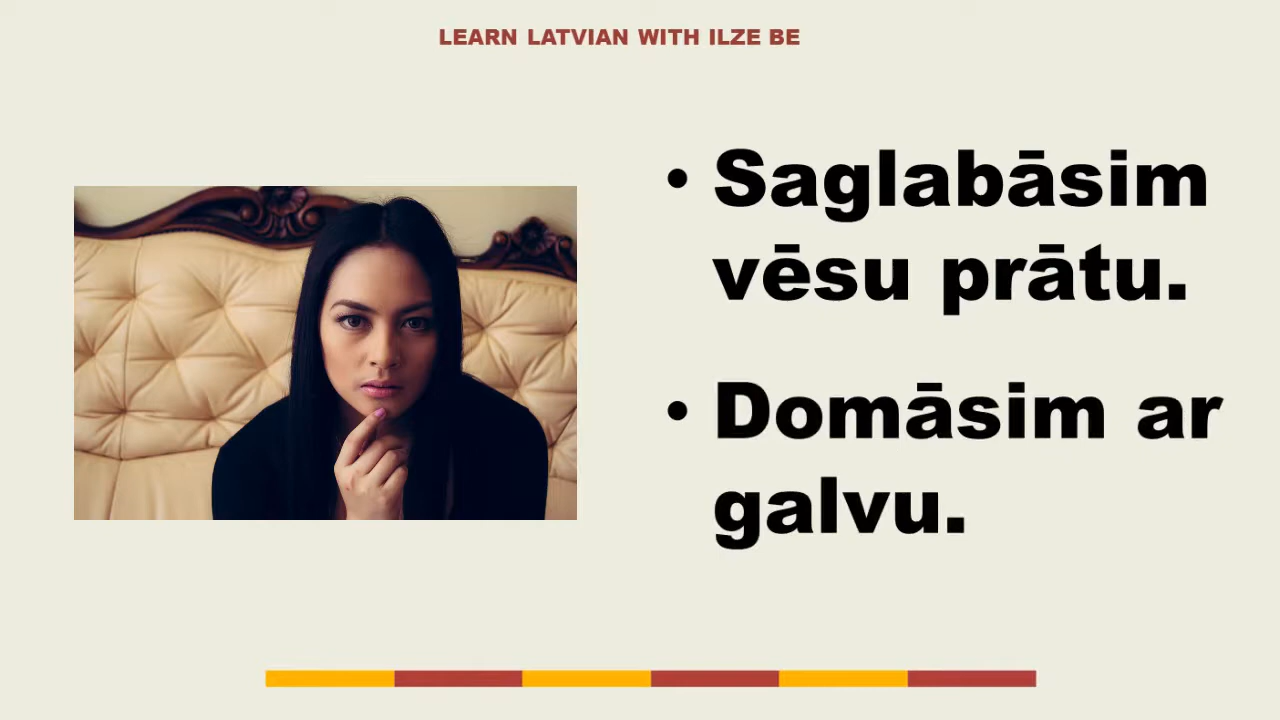 LEARN LATVIAN WITH ILZE BE
• Saglabāsim
vēsu prātu.
• Domāsim ar
galvu.